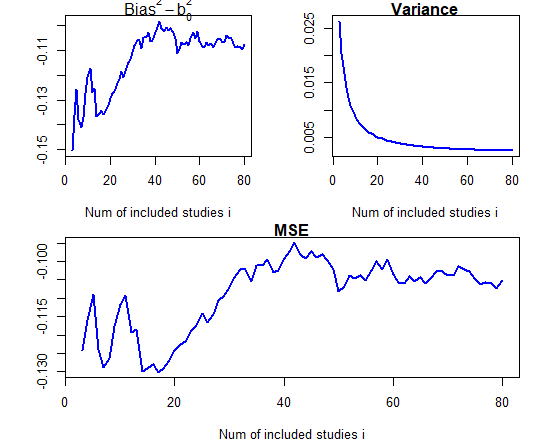 Bias² − b₀²
-0.11
-0.13
-0.15
0 20 40 60 80
Num of included studies i
Variance
0.025
0.015
0.005
0 20 40 60 80
Num of included studies i
MSE
-0.100
-0.115
-0.130
0 20 40 60 80
Num of included studies i